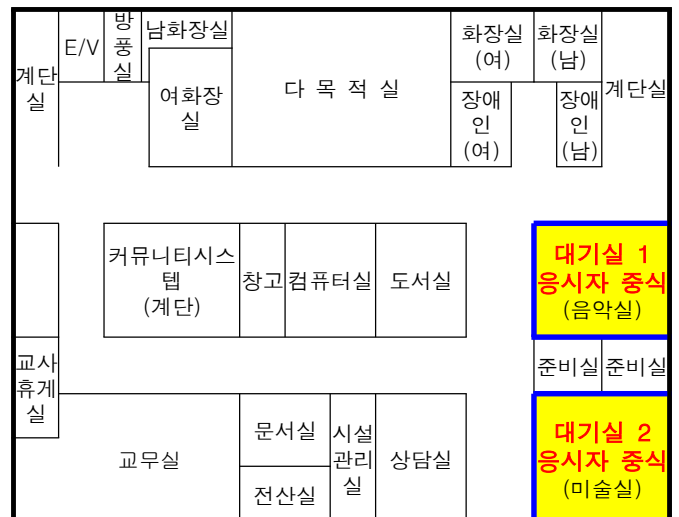 계단
실
E/V
방
풍
실
남화장실
여화장
실
다 목 적 실
화장실
(여)
화장실
(남)
장애
인
(여)
장애
인
(남)
계단실
커뮤니티시스
텝
(계단)
창고
컴퓨터실
도서실
대기실 1
응시자 중식
(음악실)
교사
휴게
실
준비실
준비실
교무실
문서실
전산실
시설
관리
실
상담실
대기실 2
응시자 중식
(미술실)